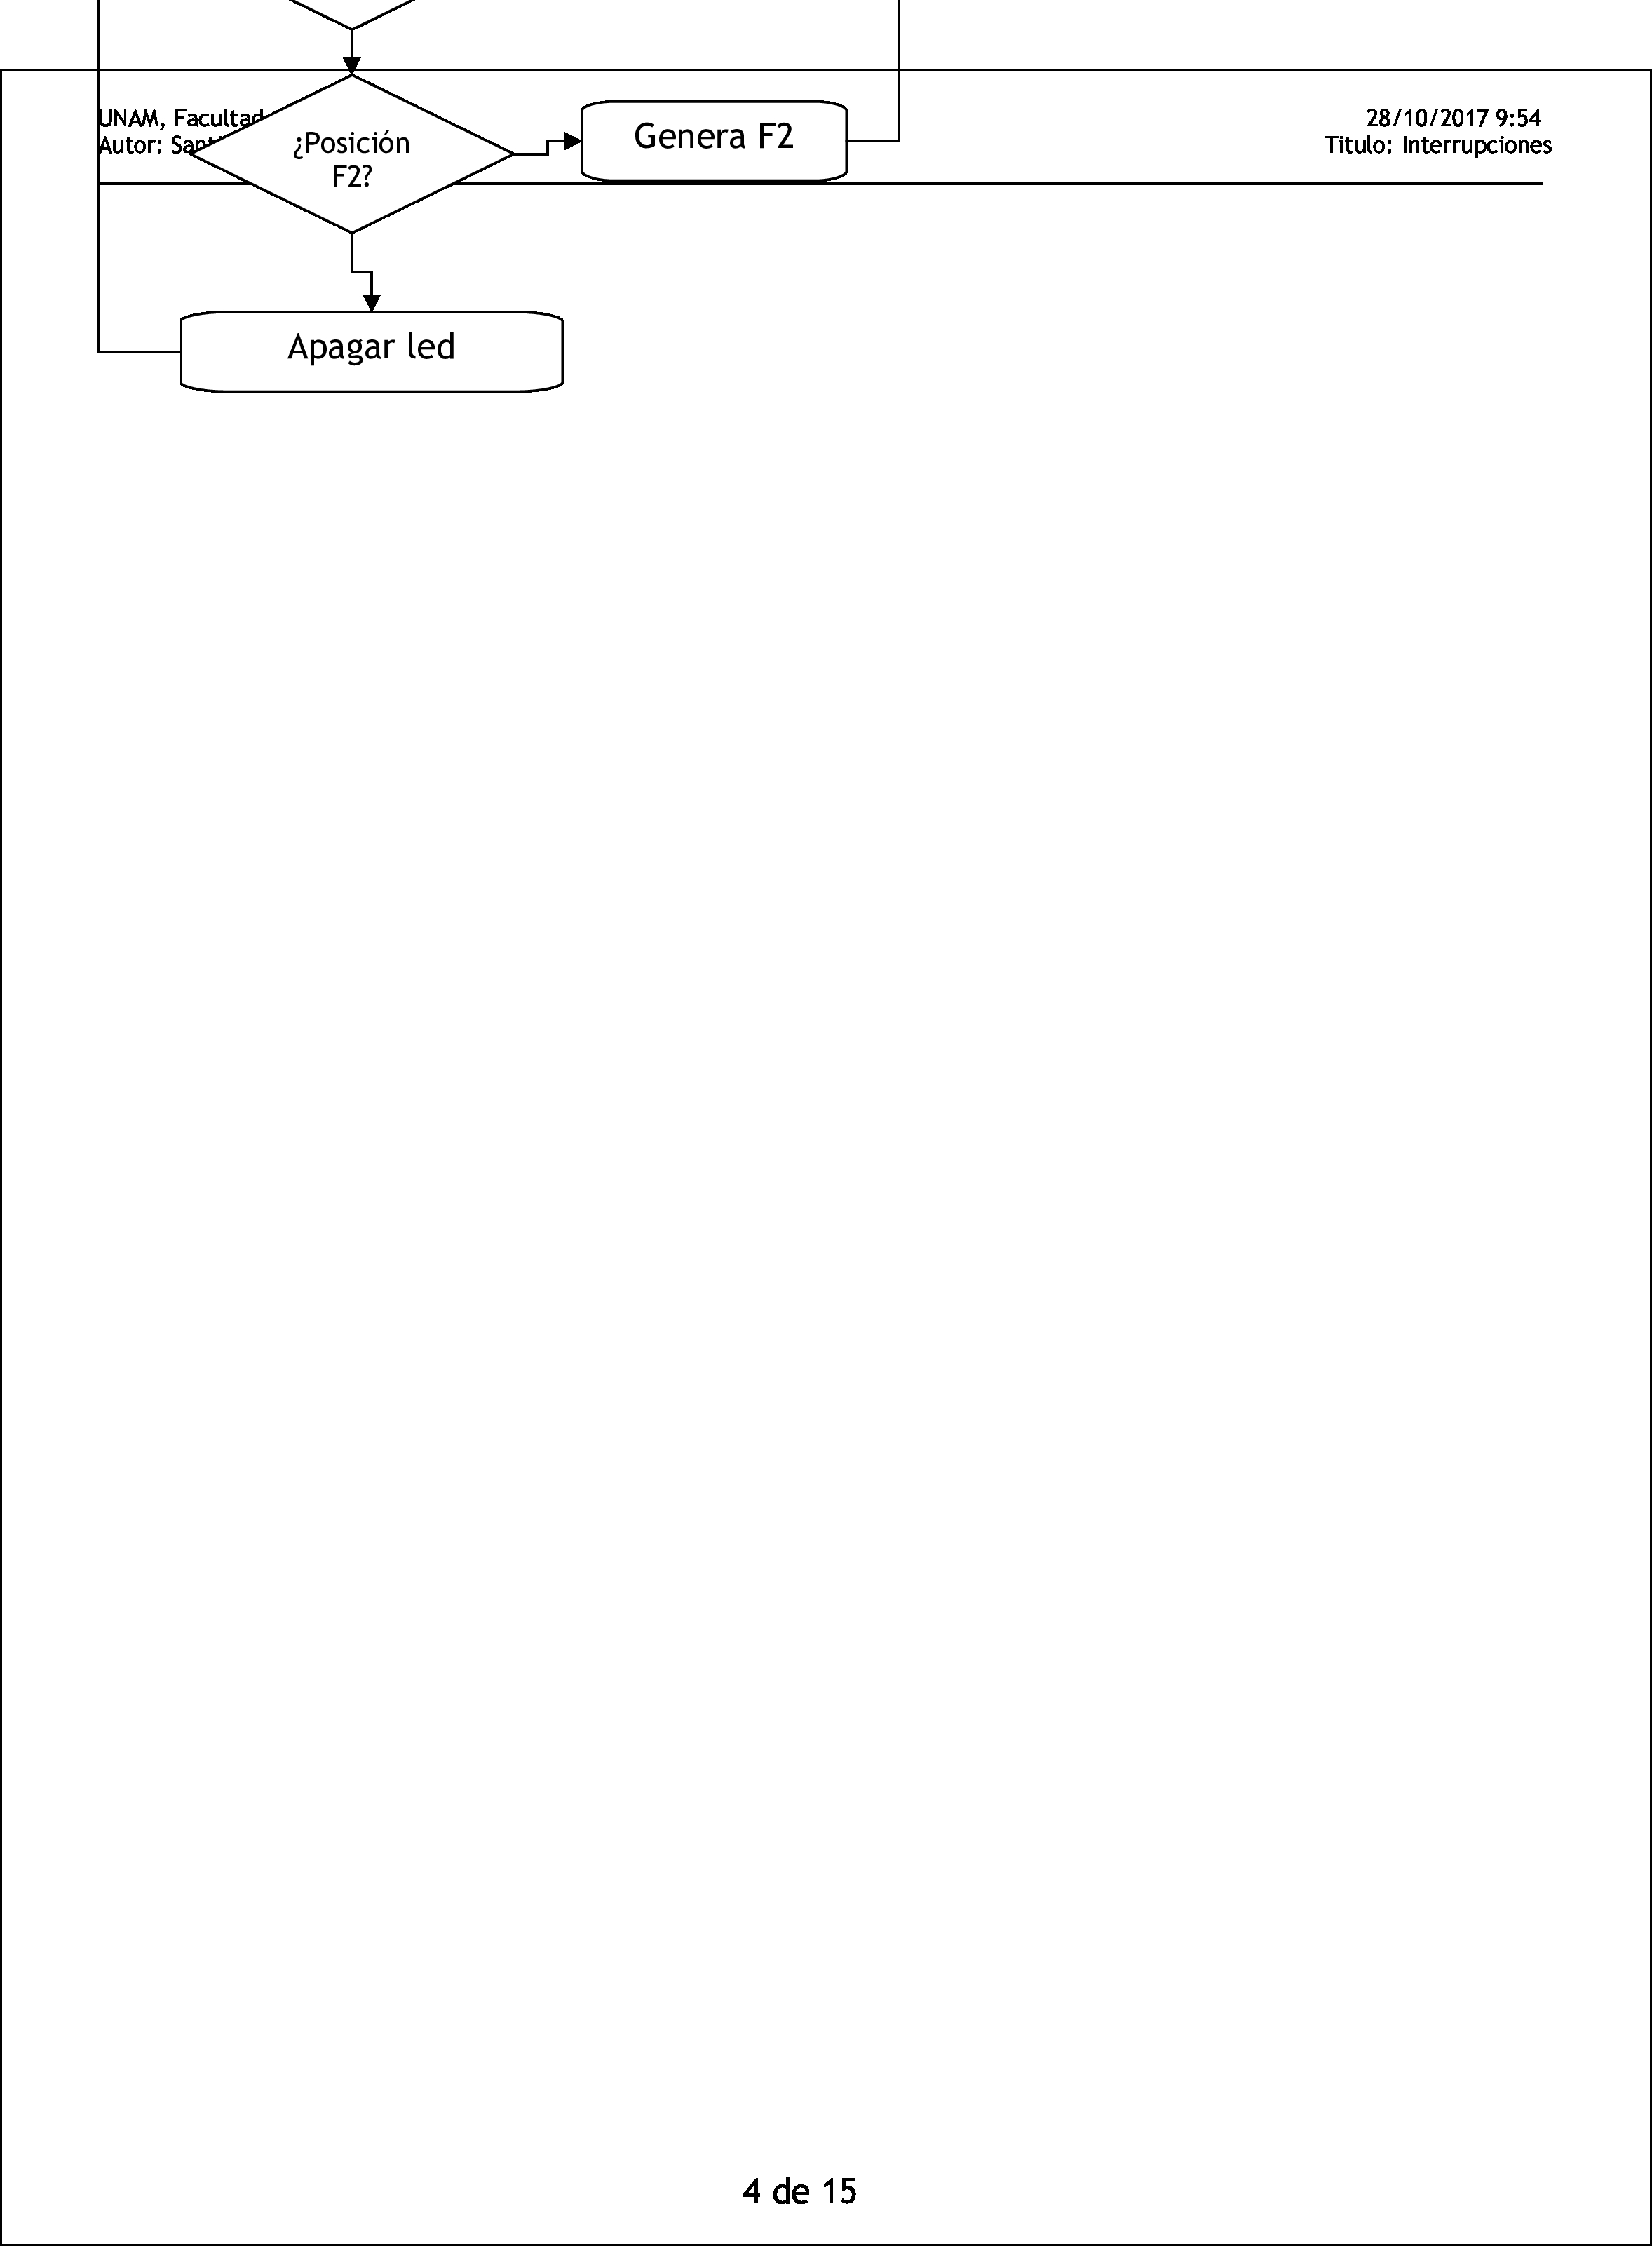 UNAM, Facultad
Autor:
28/10/2017 9:54
Titulo: Interrupciones
¿Posición
F2?
Genera F2
Apagar led
4 de 15